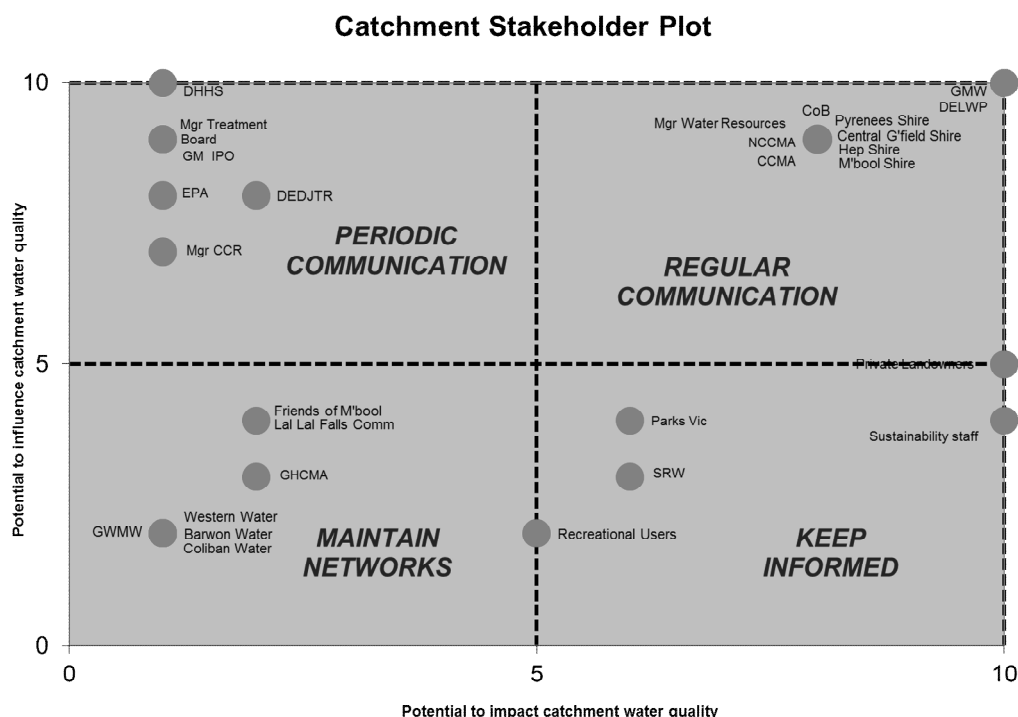 Catchment Stakeholder Plot
10
DHHS
GMW
DELWP
Mgr Treatment
Board
GM IPO
Mgr Water Resources
NCCMA
CCMA
CoB
Pyrenees Shire
Central G'field Shire
Hep Shire
M'bool Shire
EPA
DEDJTR
Mgr CCR
PERIODIC
COMMUNICATION
REGULAR
COMMUNICATION
Potential to influence catchment water quality
5
Private Landowners
Friends of M'bool
Lal Lal Falls Comm
Parks Vic
Sustainability staff
GHCMA
SRW
GWMW
Western Water
Barwon Water
Coliban Water
MAINTAIN
NETWORKS
Recreational Users
KEEP
INFORMED
0
0
5
10
Potential to impact catchment water quality